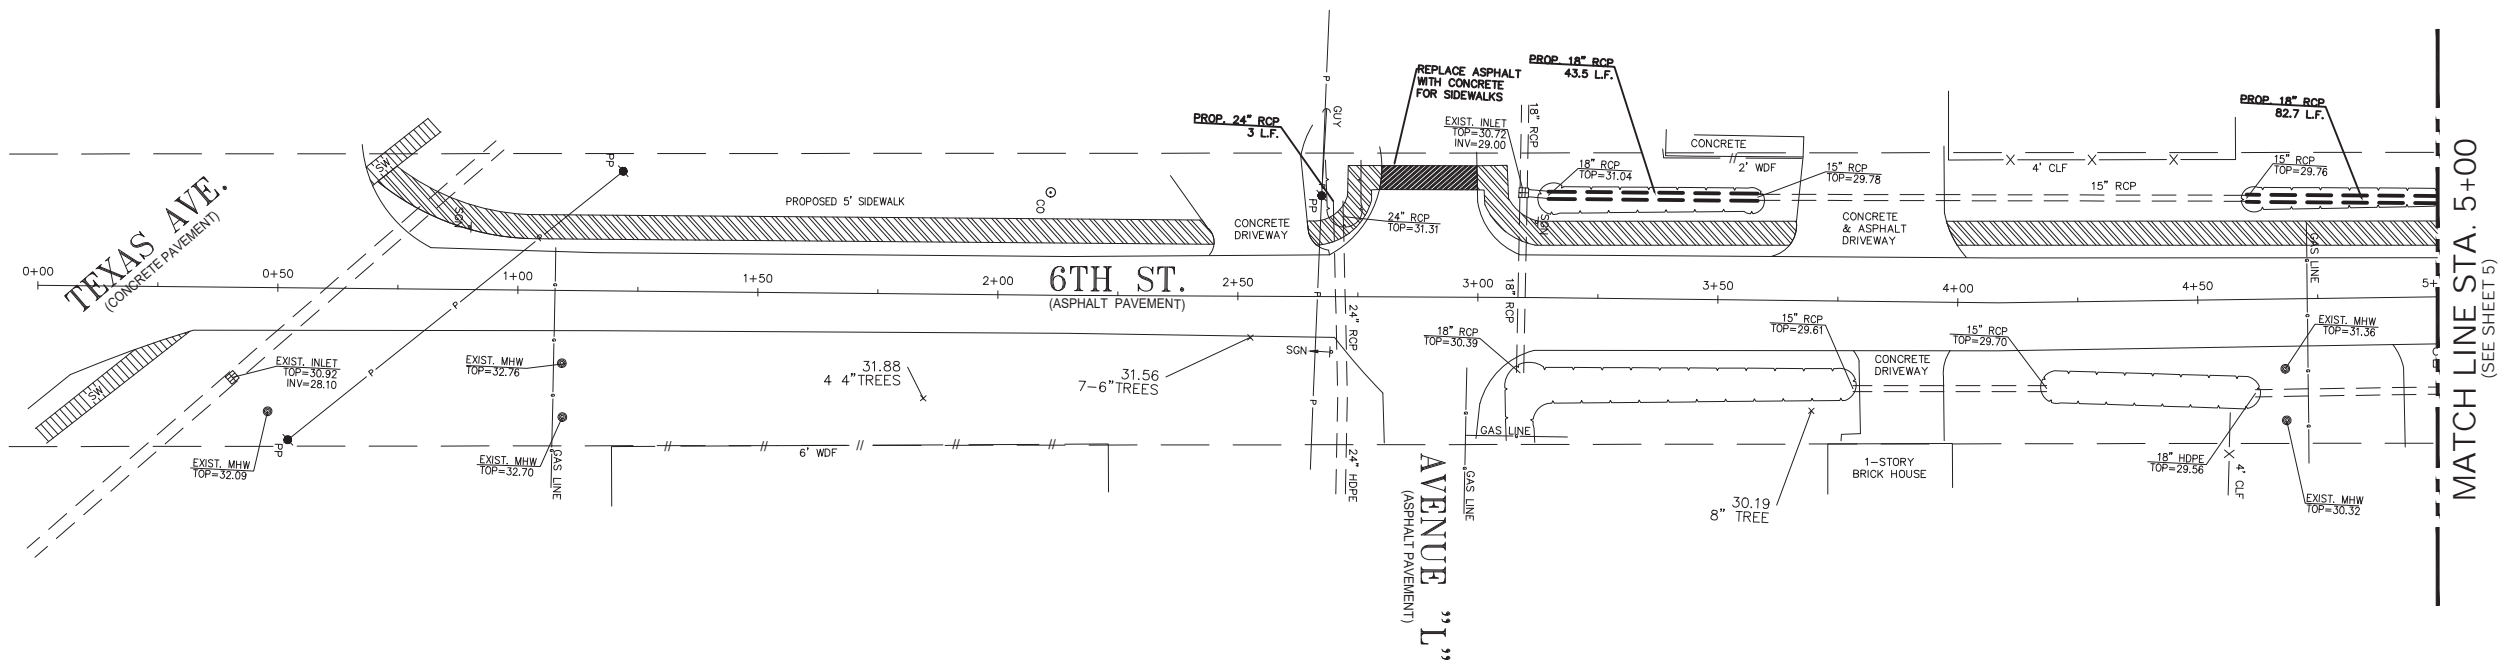 TEXAS AVE.
(CONCRETE PAVEMENT)
SW
SW
SGN
PP
PROPOSED 5' SIDEWALK
CO
PROP. 24" RCP
3 L.F.
GUY
P
PP
CONCRETE
DRIVEWAY
REPLACE ASPHALT
WITH CONCRETE
FOR SIDEWALKS
EXIST. INLET
TOP=30.72
INV=29.00
18" RCP
PROP. 18" RCP
43.5 L.F.
18" RCP
TOP=31.04
24" RCP
TOP=31.31
SGN
CONCRETE
2' WDF
15" RCP
TOP=29.78
CONCRETE
& ASPHALT
DRIVEWAY
15" RCP
4' CLF
PROP. 18" RCP
82.7 L.F.
15" RCP
TOP=29.76
GAS LINE
MATCH LINE STA. 5+00
(SEE SHEET 5)
0+00
0+50
1+00
1+50
2+00
2+50
3+00
3+50
4+00
4+50
5+
6TH ST.
(ASPHALT PAVEMENT)
P
P
P
P
P
P
24" RCP
18" RCP
EXIST. INLET
TOP=30.92
INV=28.10
EXIST. MHW
TOP=32.76
31.88
4 4"TREES
31.56
7-6"TREES
SGN
18" RCP
TOP=30.39
15" RCP
TOP=29.61
CONCRETE
DRIVEWAY
15" RCP
TOP=29.70
EXIST. MHW
TOP=31.36
PP
EXIST. MHW
TOP=32.09
EXIST. MHW
TOP=32.70
GAS LINE
6' WDF
24" HDPE
GAS LINE
GAS LINE
AVENUE "L"
(ASPHALT PAVEMENT)
30.19
8" TREE
1-STORY
BRICK HOUSE
18" HDPE
TOP=29.56
4' CLF
EXIST. MHW
TOP=30.32